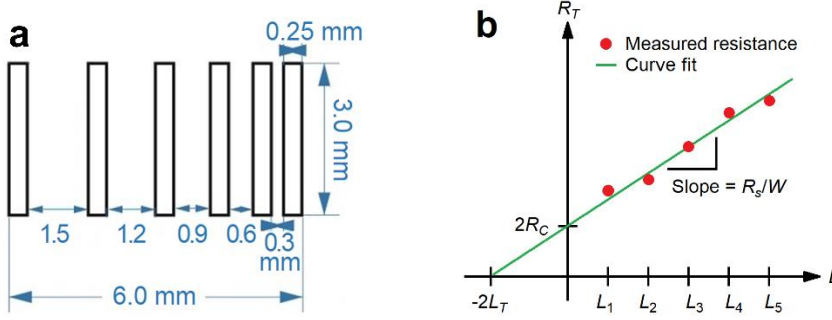 a
0.25 mm
3.0 mm
1.5
1.2
0.9
0.6
0.3
mm
6.0 mm
b
R_T
Measured resistance
Curve fit
Slope = R_s/W
2R_C
-2L_T
L_1
L_2
L_3
L_4
L_5